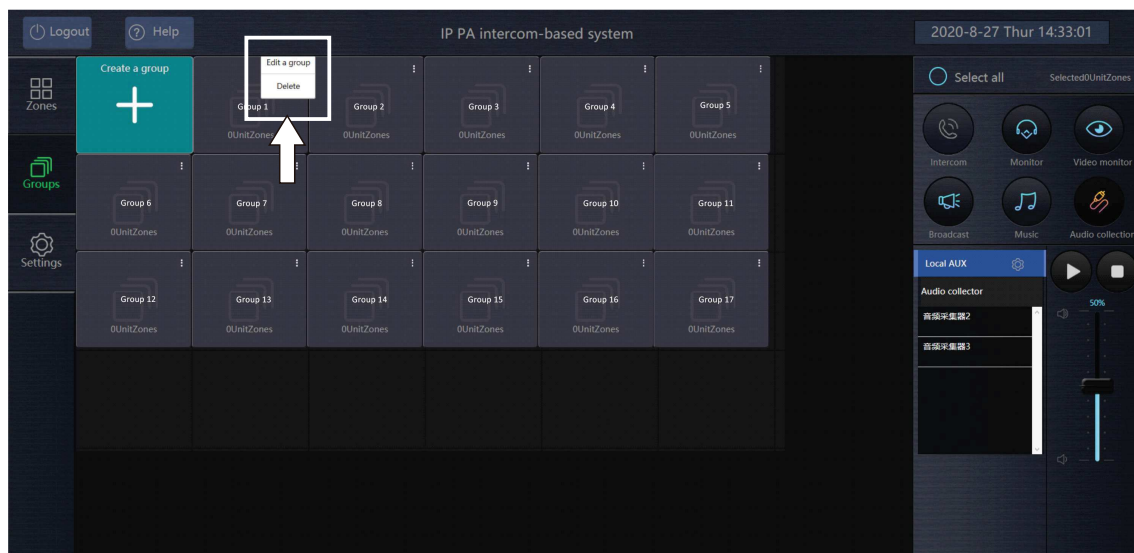 Logout
Help
IP PA intercom-based system
2020-8-27 Thur 14:33:01
Zones
Groups
Settings
Create a group
Edit a group
Delete
Group 1
0UnitZones
Group 2
0UnitZones
Group 3
0UnitZones
Group 4
0UnitZones
Group 5
0UnitZones
Group 6
0UnitZones
Group 7
0UnitZones
Group 8
0UnitZones
Group 9
0UnitZones
Group 10
0UnitZones
Group 11
0UnitZones
Group 12
0UnitZones
Group 13
0UnitZones
Group 14
0UnitZones
Group 15
0UnitZones
Group 16
0UnitZones
Group 17
0UnitZones
Select all
Selected0UnitZones
Intercom
Monitor
Video monitor
Broadcast
Music
Audio collection
Local AUX
Audio collector
音频采集器2
音频采集器3
50%